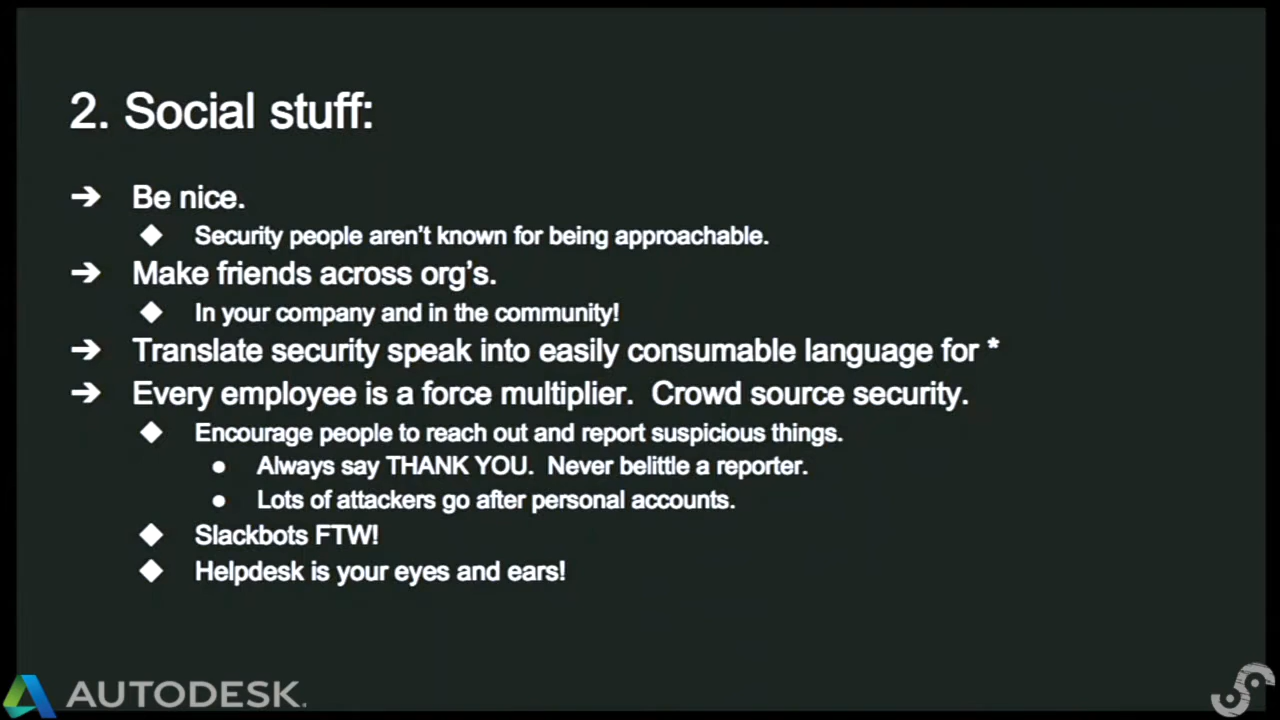 2. Social stuff:
➔ Be nice.
◆ Security people aren’t known for being approachable.
➔ Make friends across org’s.
◆ In your company and in the community!
➔ Translate security speak into easily consumable language for *
➔ Every employee is a force multiplier.  Crowd source security.
◆ Encourage people to reach out and report suspicious things.
● Always say THANK YOU.  Never belittle a reporter.
● Lots of attackers go after personal accounts.
◆ Slackbots FTW!
◆ Helpdesk is your eyes and ears!
AUTODESK.